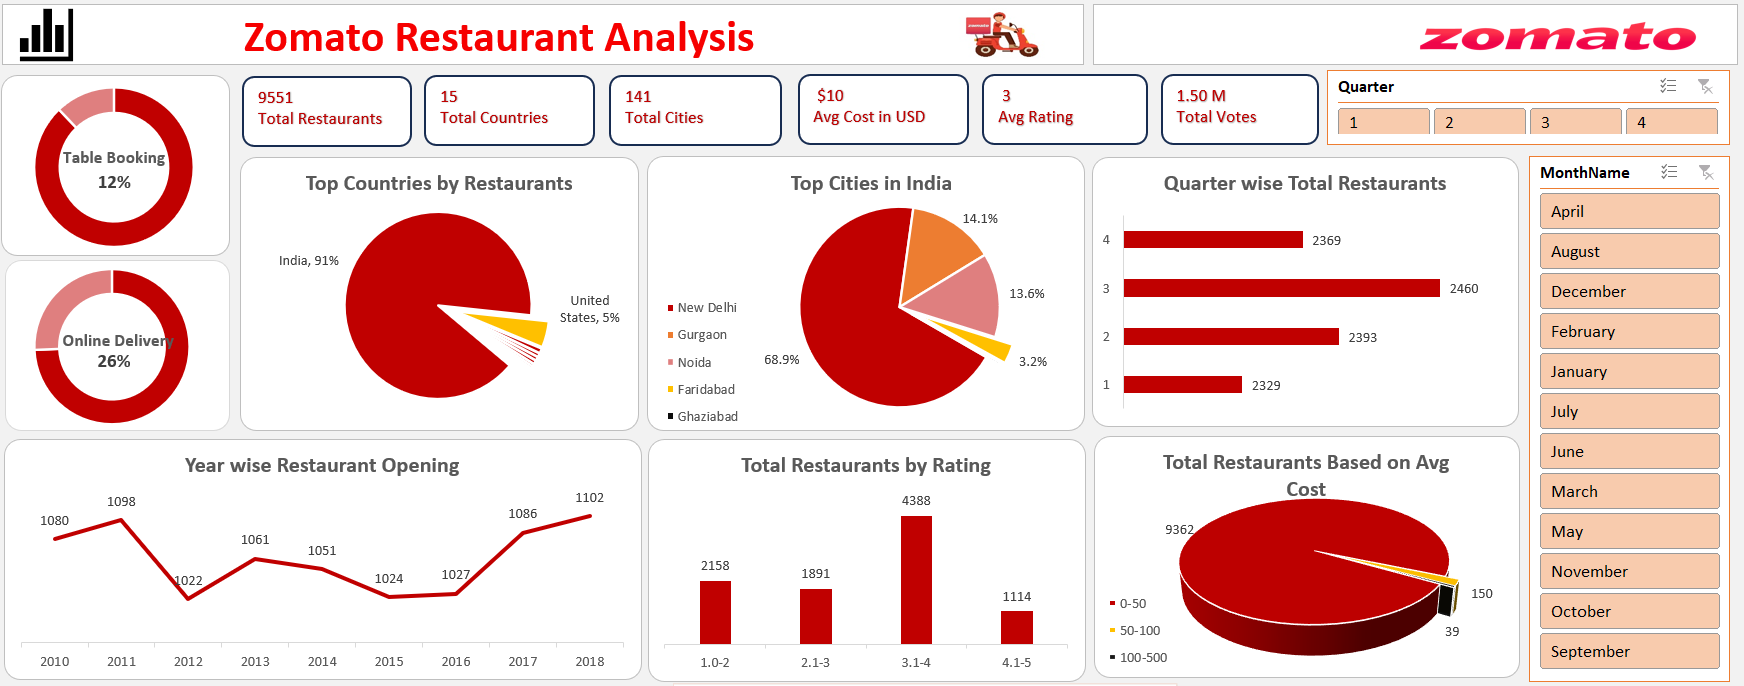 Zomato Restaurant Analysis
zomato
zomato
Table Booking
12%
Online Delivery
26%
9551
Total Restaurants
15
Total Countries
141
Total Cities
$10
Avg Cost in USD
3
Avg Rating
1.50 M
Total Votes
Quarter
1 2 3 4
Top Countries by Restaurants
India, 91%
United
States, 5%
Top Cities in India
14.1%
13.6%
3.2%
68.9%
New Delhi
Gurgaon
Noida
Faridabad
Ghaziabad
Quarter wise Total Restaurants
4 2369
3 2460
2 2393
1 2329
MonthName
April
August
December
February
January
July
June
March
May
November
October
September
Year wise Restaurant Opening
1080 1098 1022 1061 1051 1024 1027 1086 1102
2010 2011 2012 2013 2014 2015 2016 2017 2018
Total Restaurants by Rating
2158 1891 4388 1114
1.0-2 2.1-3 3.1-4 4.1-5
Total Restaurants Based on Avg
Cost
9362
150
39
0-50
50-100
100-500